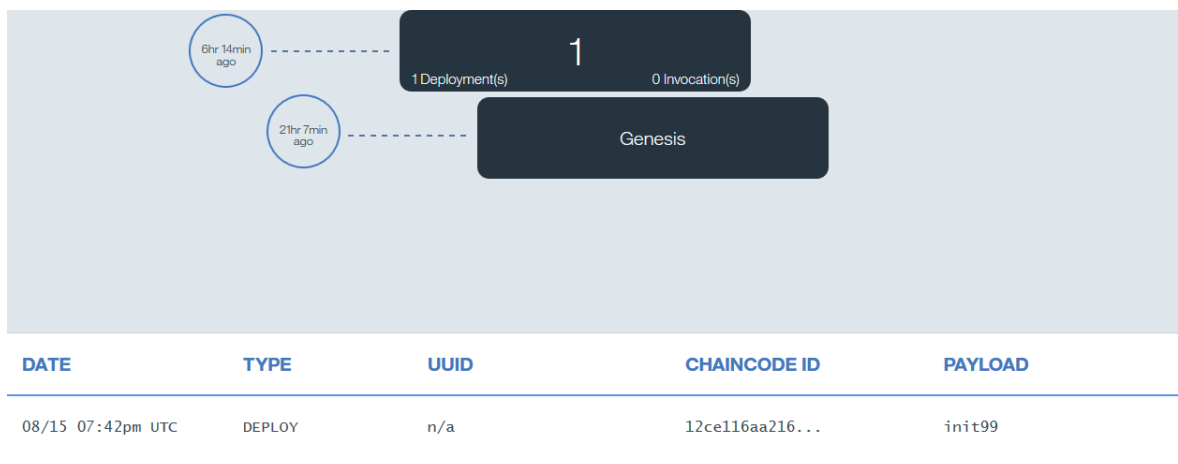 6hr 14min
ago
1
1 Deployment(s) 0 Invocation(s)
21hr 7min
ago
Genesis
DATE TYPE UUID CHAINCODE ID PAYLOAD
08/15 07:42pm UTC DEPLOY n/a 12ce116aa216... init99